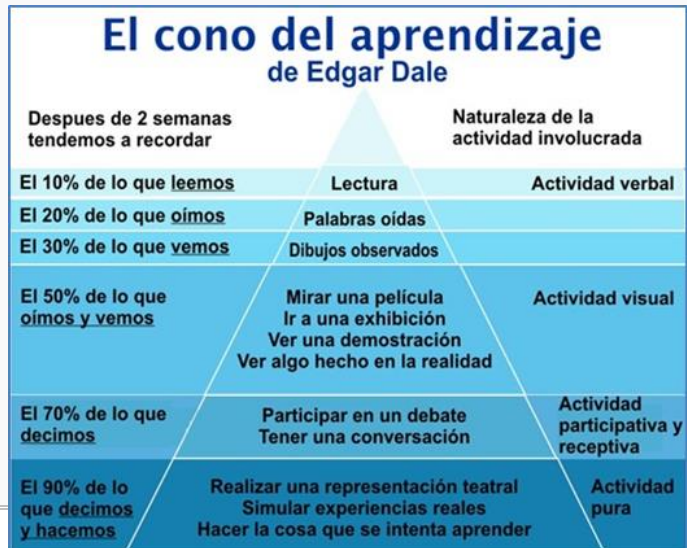 El cono del aprendizaje
de Edgar Dale
Despues de 2 semanas
tendemos a recordar
Naturaleza de la
actividad involucrada
El 10% de lo que leemos
Lectura
Actividad verbal
El 20% de lo que oímos
Palabras oídas
El 30% de lo que vemos
Dibujos observados
El 50% de lo que
oímos y vemos
Mirar una película
Ir a una exhibición
Ver una demostración
Ver algo hecho en la realidad
Actividad visual
El 70% de lo que
decimos
Participar en un debate
Tener una conversación
Actividad
participativa y
receptiva
El 90% de lo
que decimos
y hacemos
Realizar una representación teatral
Simular experiencias reales
Hacer la cosa que se intenta aprender
Actividad
pura